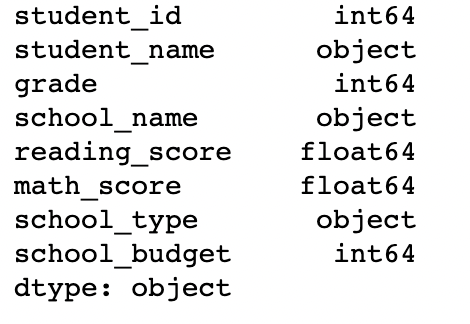 student_id int64
student_name object
grade int64
school_name object
reading_score float64
math_score float64
school_type object
school_budget int64
dtype: object